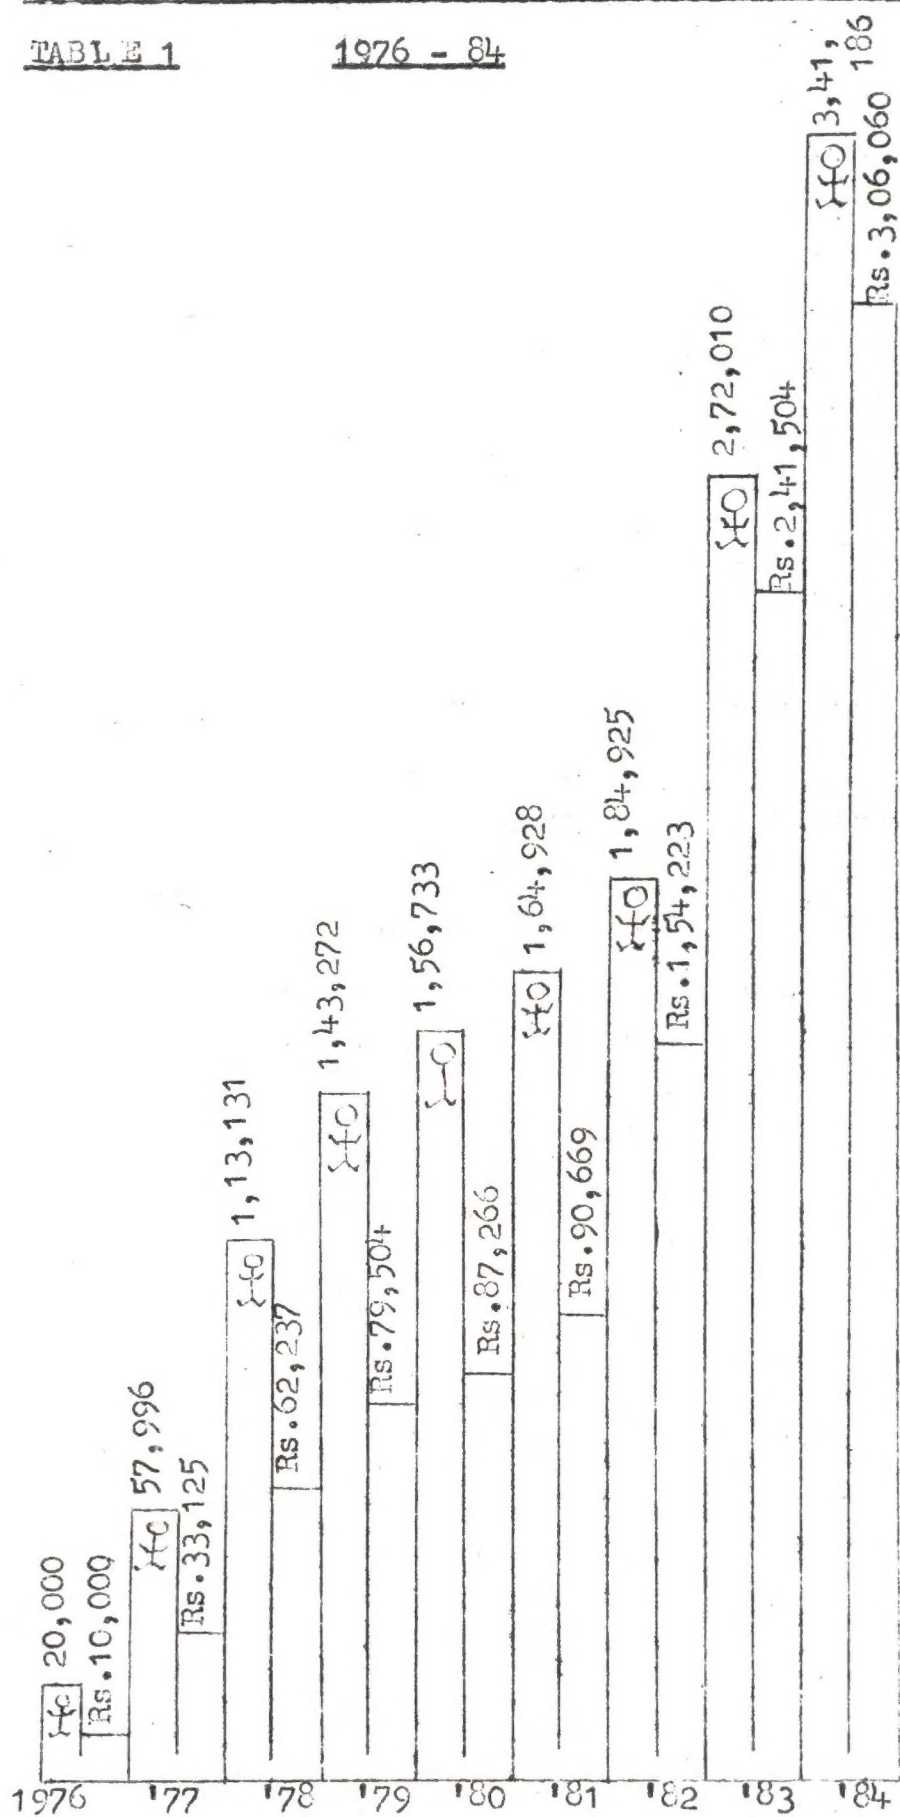 TABLE 1 1976 - 84
20,000
Rs.10,000
57,996
Rs.33,125
1,13,131
Rs.62,237
1,43,272
Rs.79,504
1,56,733
Rs.87,266
1,64,928
Rs.90,669
1,84,925
Rs.1,54,223
2,72,010
Rs.2,41,504
3,41,186
Rs.3,06,060
1976 '77 '78 '79 '80 '81 '82 '83 '84